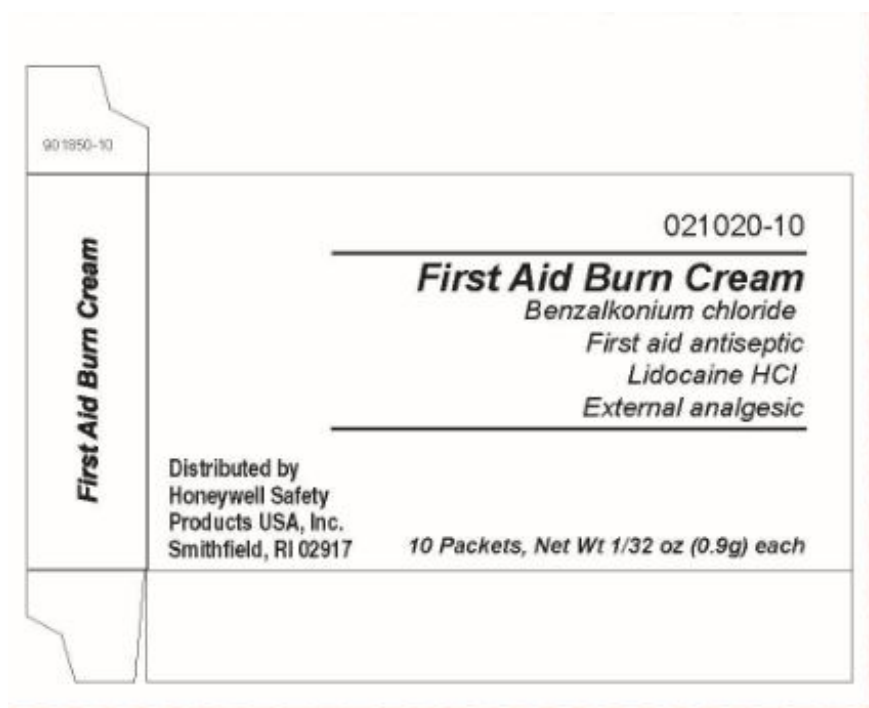 901850-10
First Aid Burn Cream
021020-10
First Aid Burn Cream
Benzalkonium chloride
First aid antiseptic
Lidocaine HCl
External analgesic
Distributed by
Honeywell Safety
Products USA, Inc.
Smithfield, RI 02917
10 Packets, Net Wt 1/32 oz (0.9g) each